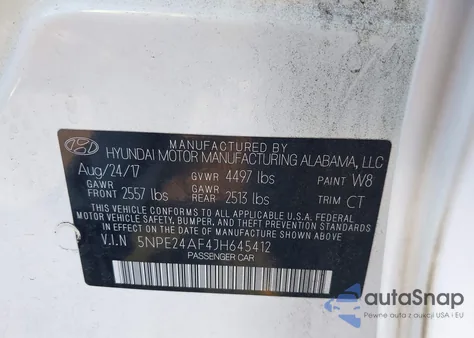 MANUFACTURED BY
HYUNDAI MOTOR MANUFACTURING ALABAMA, LLC
Aug/24/17 GVWR 4497 lbs PAINT W8
GAWR FRONT 2557 lbs GAWR REAR 2513 lbs TRIM CT
THIS VEHICLE CONFORMS TO ALL APPLICABLE U.S.A. FEDERAL
MOTOR VEHICLE SAFETY, BUMPER, AND THEFT PREVENTION STANDARDS
IN EFFECT ON THE DATE OF MANUFACTURE SHOWN ABOVE.
V.I.N 5NPE24AF4JH645412
PASSENGER CAR
autoSnap
Pewne auta z aukcji USA i EU